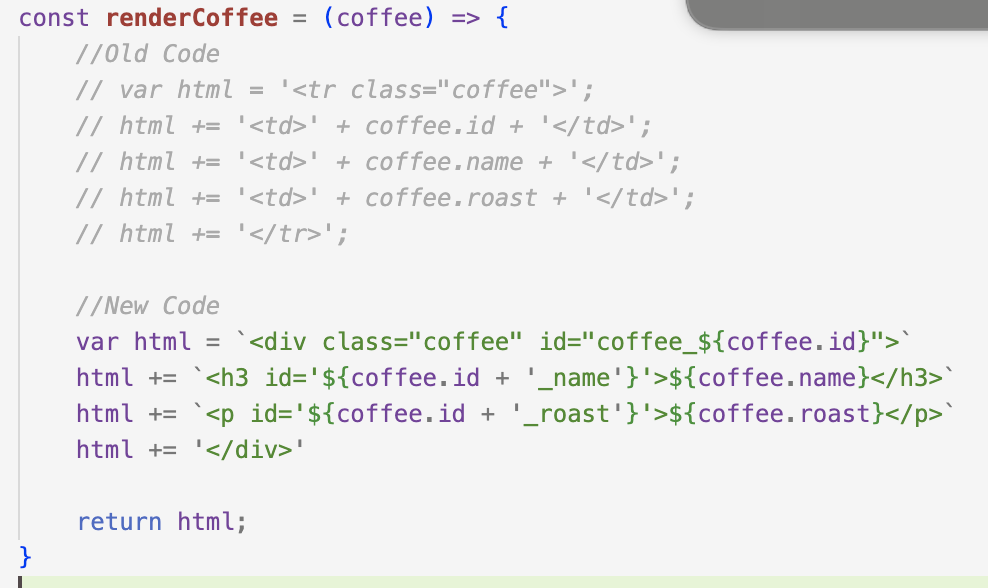 const renderCoffee = (coffee) => {
    //Old Code
    // var html = '<tr class="coffee">';
    // html += '<td>' + coffee.id + '</td>';
    // html += '<td>' + coffee.name + '</td>';
    // html += '<td>' + coffee.roast + '</td>';
    // html += '</tr>';

    //New Code
    var html = `<div class="coffee" id="coffee_${coffee.id}">`
    html += `<h3 id='${coffee.id + '_name'}'>${coffee.name}</h3>`
    html += `<p id='${coffee.id + '_roast'}'>${coffee.roast}</p>`
    html += '</div>'

    return html;
}